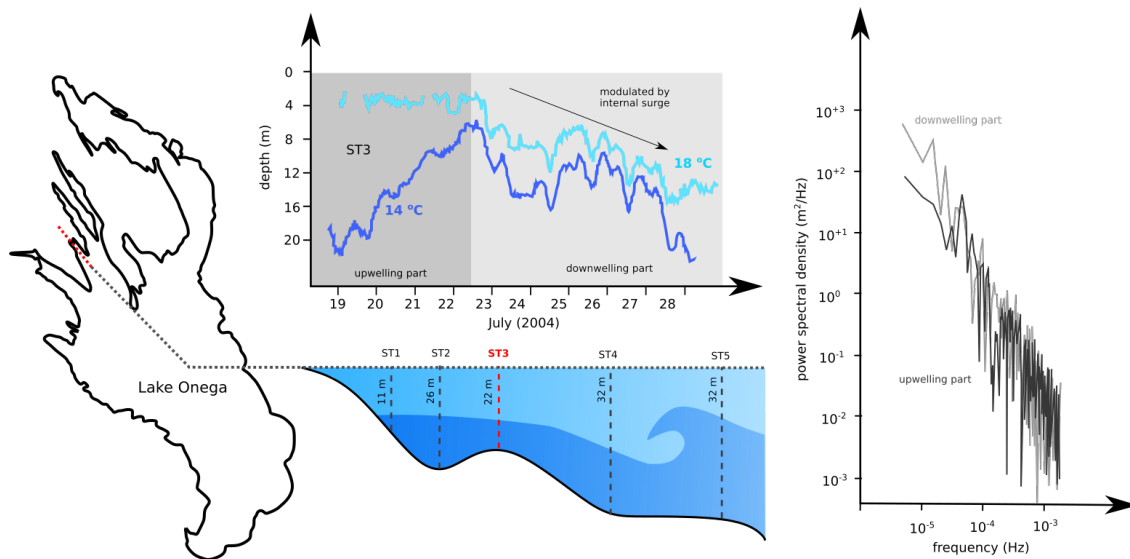 0
4
8
12
16
20
depth (m)
ST3
14 °C
18 °C
modulated by
internal surge
upwelling part
downwelling part
19 20 21 22 23 24 25 26 27 28
July (2004)
Lake Onega
ST1 ST2 ST3 ST4 ST5
11 m 26 m 22 m 32 m 32 m
power spectral density (m²/Hz)
10⁺³
10⁺²
10⁺¹
10⁰
10⁻¹
10⁻²
10⁻³
downwelling part
upwelling part
10⁻⁵ 10⁻⁴ 10⁻³
frequency (Hz)